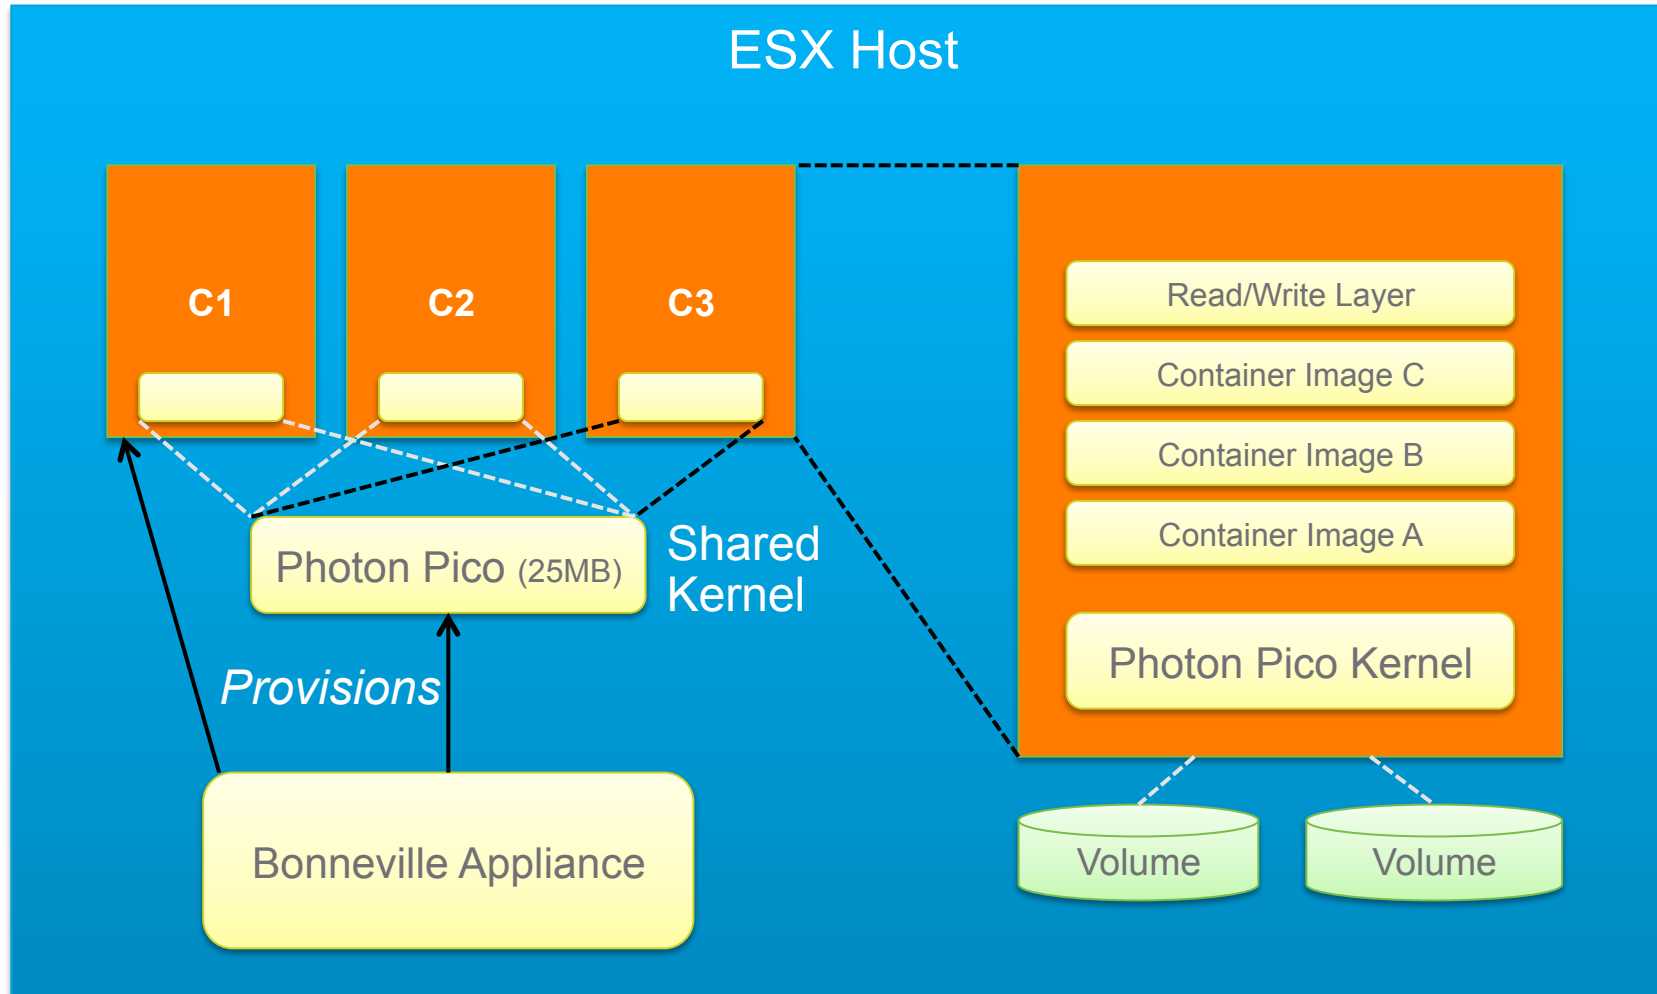 ESX Host
C1
C2
C3
Photon Pico (25MB)
Shared
Kernel
Provisions
Bonneville Appliance
Read/Write Layer
Container Image C
Container Image B
Container Image A
Photon Pico Kernel
Volume
Volume